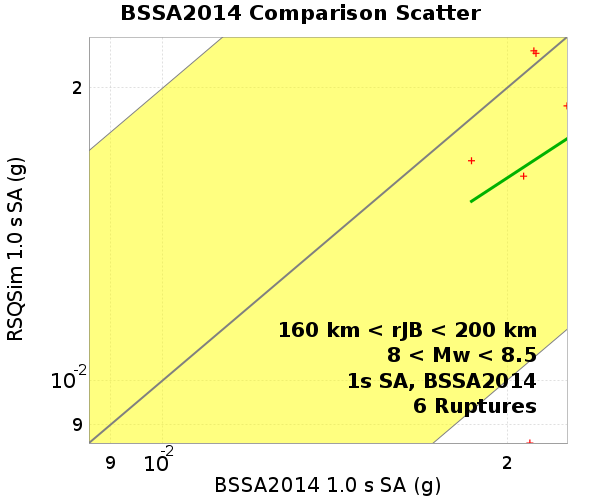 BSSA2014 Comparison Scatter
RSQSim 1.0 s SA (g)
2
10-2
9
160 km < rJB < 200 km
8 < Mw < 8.5
1s SA, BSSA2014
6 Ruptures
9 10-2 2
BSSA2014 1.0 s SA (g)